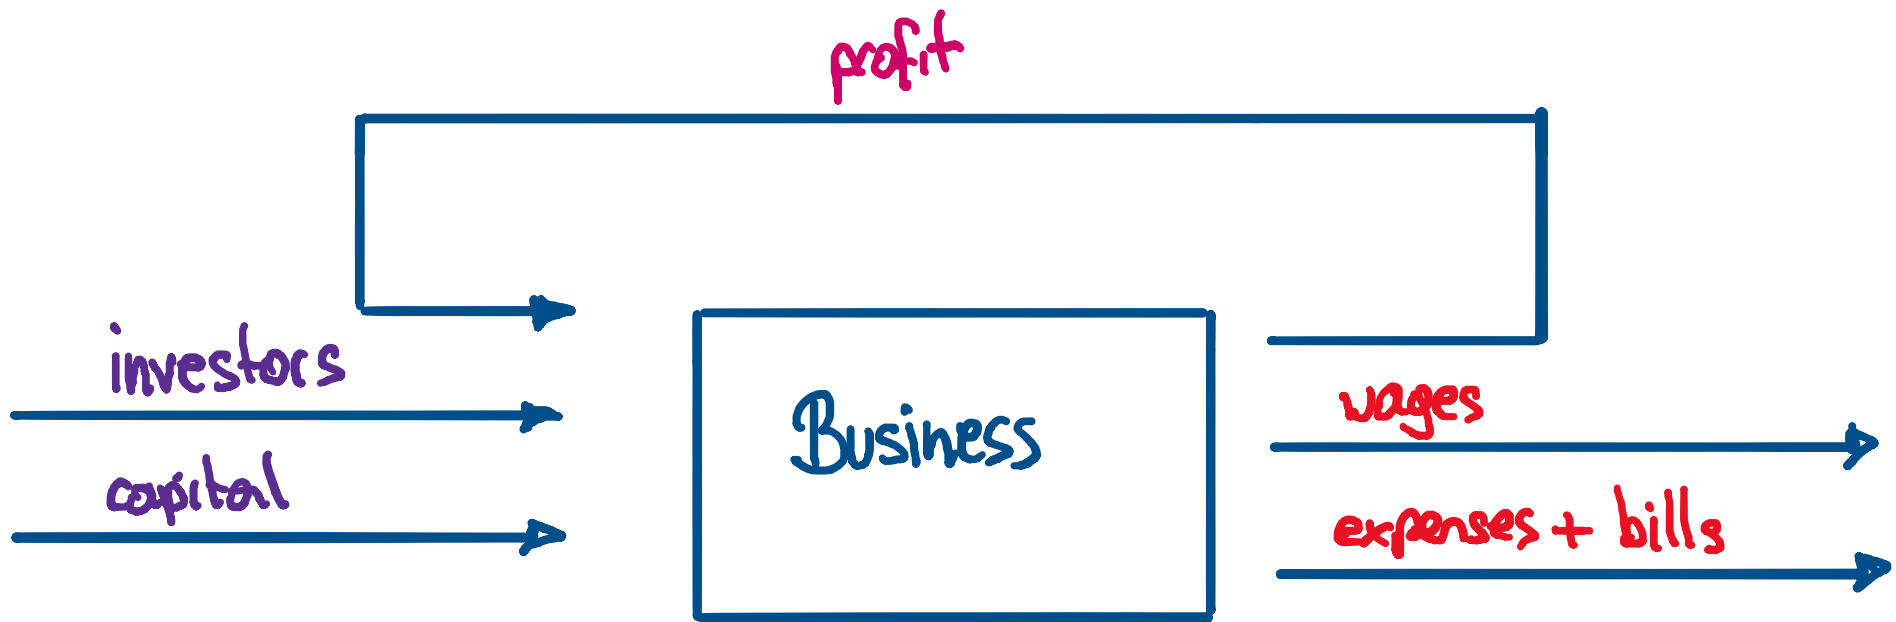 profit
investors
capital
Business
wages
expenses + bills